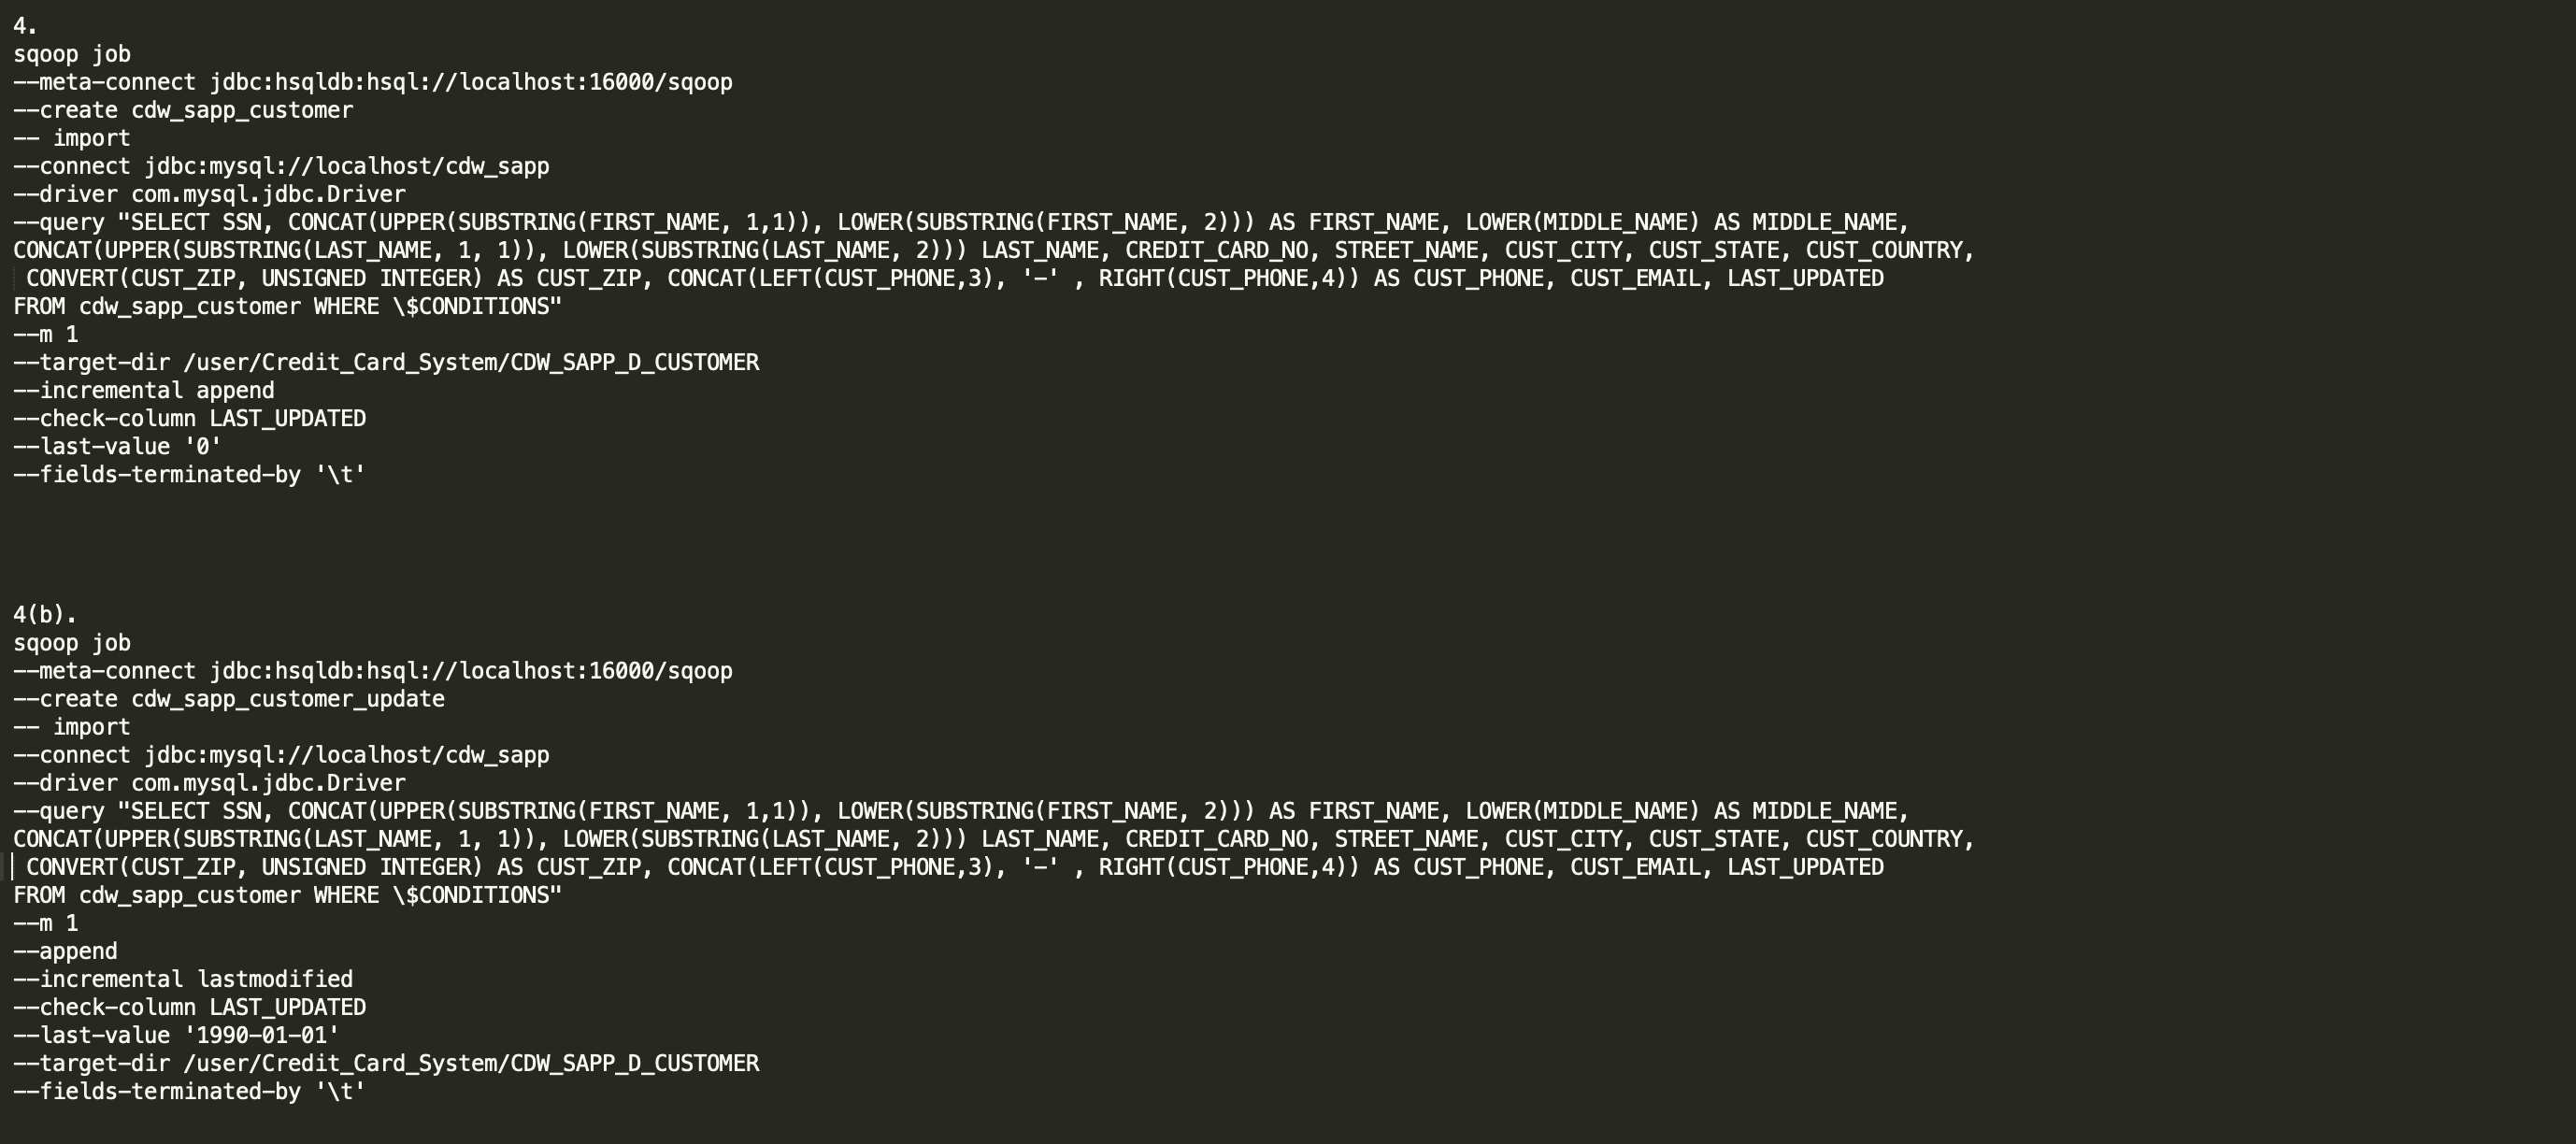 4.
sqoop job
--meta-connect jdbc:hsqldb:hsql://localhost:16000/sqoop
--create cdw_sapp_customer
-- import
--connect jdbc:mysql://localhost/cdw_sapp
--driver com.mysql.jdbc.Driver
--query "SELECT SSN, CONCAT(UPPER(SUBSTRING(FIRST_NAME, 1,1)), LOWER(SUBSTRING(FIRST_NAME, 2))) AS FIRST_NAME, LOWER(MIDDLE_NAME) AS MIDDLE_NAME,
CONCAT(UPPER(SUBSTRING(LAST_NAME, 1, 1)), LOWER(SUBSTRING(LAST_NAME, 2))) LAST_NAME, CREDIT_CARD_NO, STREET_NAME, CUST_CITY, CUST_STATE, CUST_COUNTRY,
 CONVERT(CUST_ZIP, UNSIGNED INTEGER) AS CUST_ZIP, CONCAT(LEFT(CUST_PHONE,3), '-' , RIGHT(CUST_PHONE,4)) AS CUST_PHONE, CUST_EMAIL, LAST_UPDATED
FROM cdw_sapp_customer WHERE \$CONDITIONS"
--m 1
--target-dir /user/Credit_Card_System/CDW_SAPP_D_CUSTOMER
--incremental append
--check-column LAST_UPDATED
--last-value '0'
--fields-terminated-by '\t'
4(b).
sqoop job
--meta-connect jdbc:hsqldb:hsql://localhost:16000/sqoop
--create cdw_sapp_customer_update
-- import
--connect jdbc:mysql://localhost/cdw_sapp
--driver com.mysql.jdbc.Driver
--query "SELECT SSN, CONCAT(UPPER(SUBSTRING(FIRST_NAME, 1,1)), LOWER(SUBSTRING(FIRST_NAME, 2))) AS FIRST_NAME, LOWER(MIDDLE_NAME) AS MIDDLE_NAME,
CONCAT(UPPER(SUBSTRING(LAST_NAME, 1, 1)), LOWER(SUBSTRING(LAST_NAME, 2))) LAST_NAME, CREDIT_CARD_NO, STREET_NAME, CUST_CITY, CUST_STATE, CUST_COUNTRY,
 CONVERT(CUST_ZIP, UNSIGNED INTEGER) AS CUST_ZIP, CONCAT(LEFT(CUST_PHONE,3), '-' , RIGHT(CUST_PHONE,4)) AS CUST_PHONE, CUST_EMAIL, LAST_UPDATED
FROM cdw_sapp_customer WHERE \$CONDITIONS"
--m 1
--append
--incremental lastmodified
--check-column LAST_UPDATED
--last-value '1990-01-01'
--target-dir /user/Credit_Card_System/CDW_SAPP_D_CUSTOMER
--fields-terminated-by '\t'